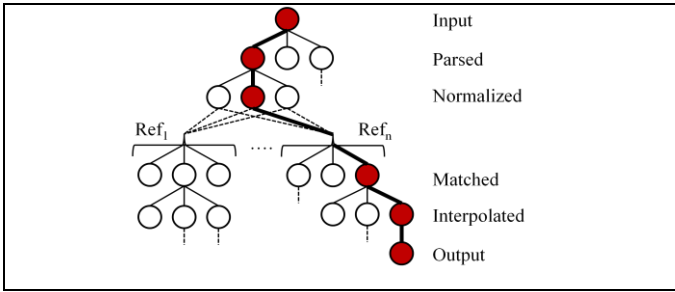 Input
Parsed
Normalized
Ref1 .... Refn
Matched
Interpolated
Output